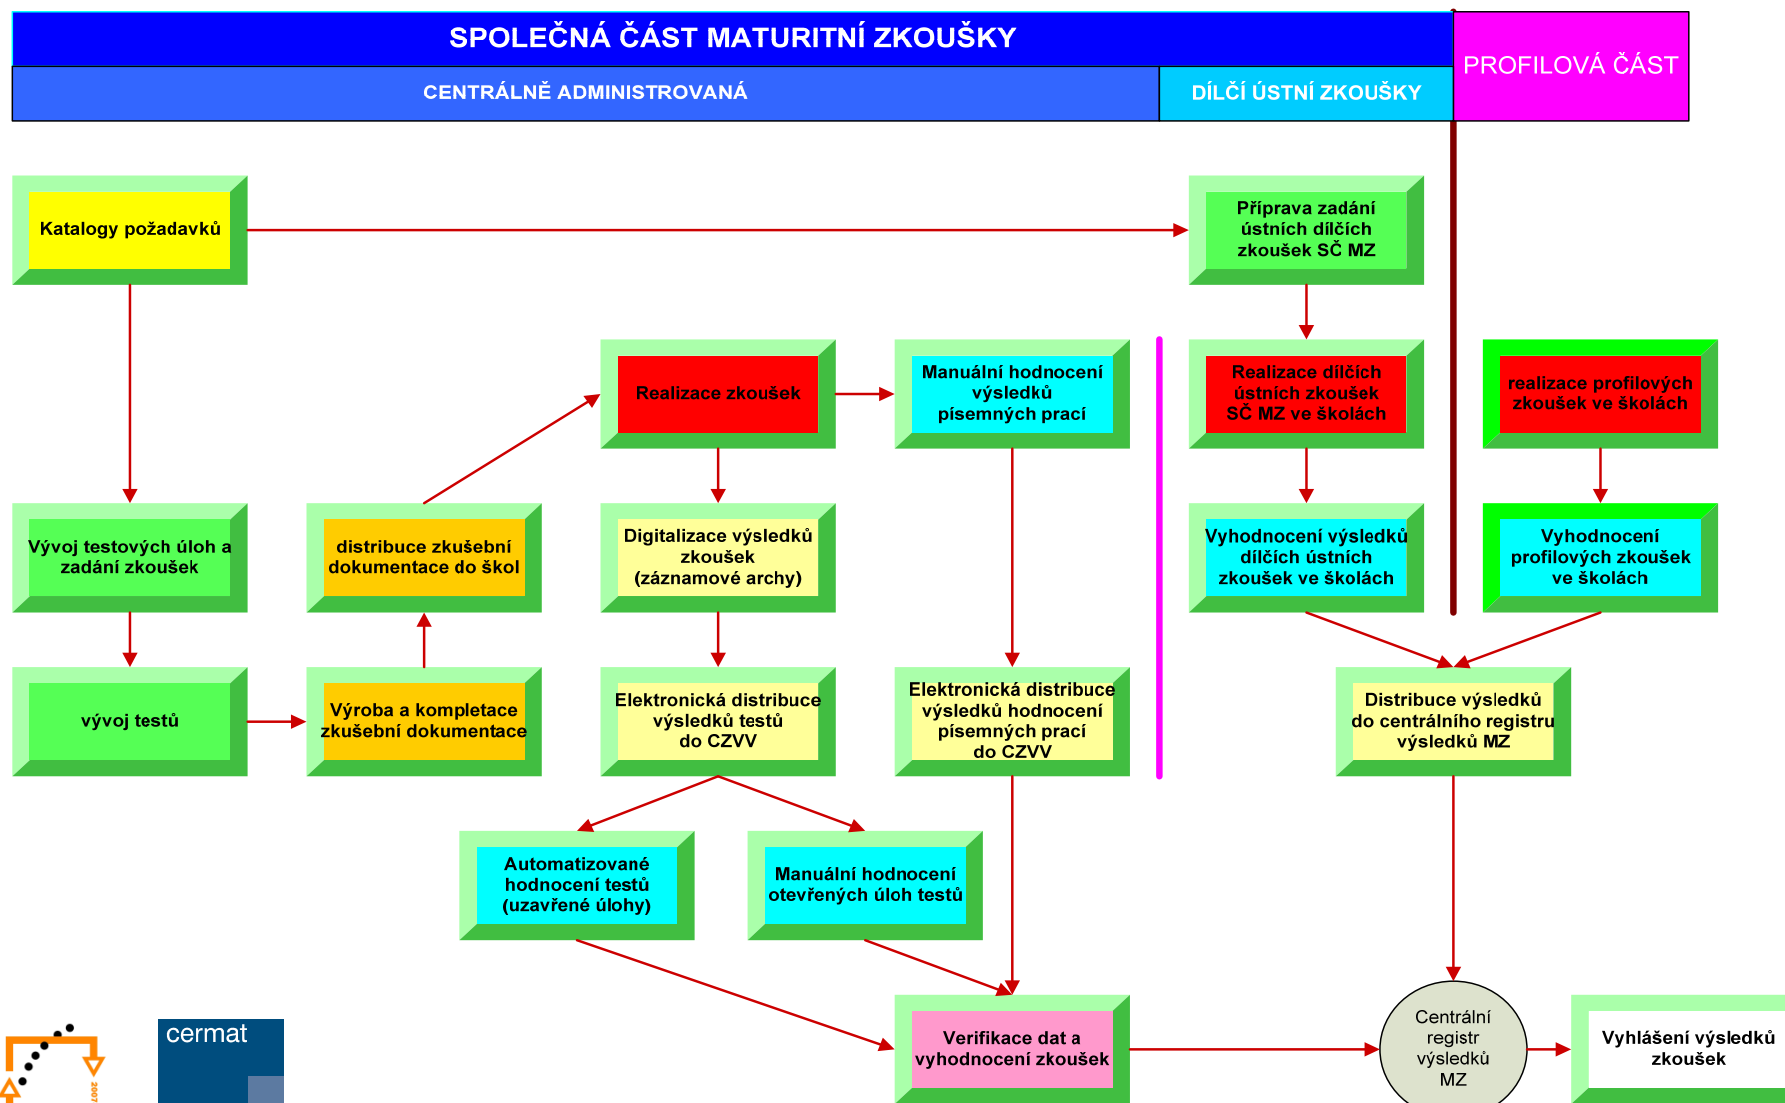 SPOLEČNÁ ČÁST MATURITNÍ ZKOUŠKY
PROFILOVÁ ČÁST
CENTRÁLNĚ ADMINISTROVANÁ
DÍLČÍ ÚSTNÍ ZKOUŠKY
Katalogy požadavků
Příprava zadání
ústních dílčích
zkoušek SČ MZ
Realizace zkoušek
Manuální hodnocení
výsledků
písemných prací
Realizace dílčích
ústních zkoušek
SČ MZ ve školách
realizace profilových
zkoušek ve školách
Vývoj testových úloh a
zadání zkoušek
distribuce zkušební
dokumentace do škol
Digitalizace výsledků
zkoušek
(záznamové archy)
Vyhodnocení výsledků
dílčích ústních
zkoušek ve školách
Vyhodnocení
profilových zkoušek
ve školách
vývoj testů
Výroba a kompletace
zkušební dokumentace
Elektronická distribuce
výsledků testů
do CZVV
Elektronická distribuce
výsledků hodnocení
písemných prací
do CZVV
Distribuce výsledků
do centrálního registru
výsledků MZ
Automatizované
hodnocení testů
(uzavřené úlohy)
Manuální hodnocení
otevřených úloh testů
Verifikace dat a
vyhodnocení zkoušek
Centrální
registr
výsledků
MZ
Vyhlášení výsledků
zkoušek
2007
cermat